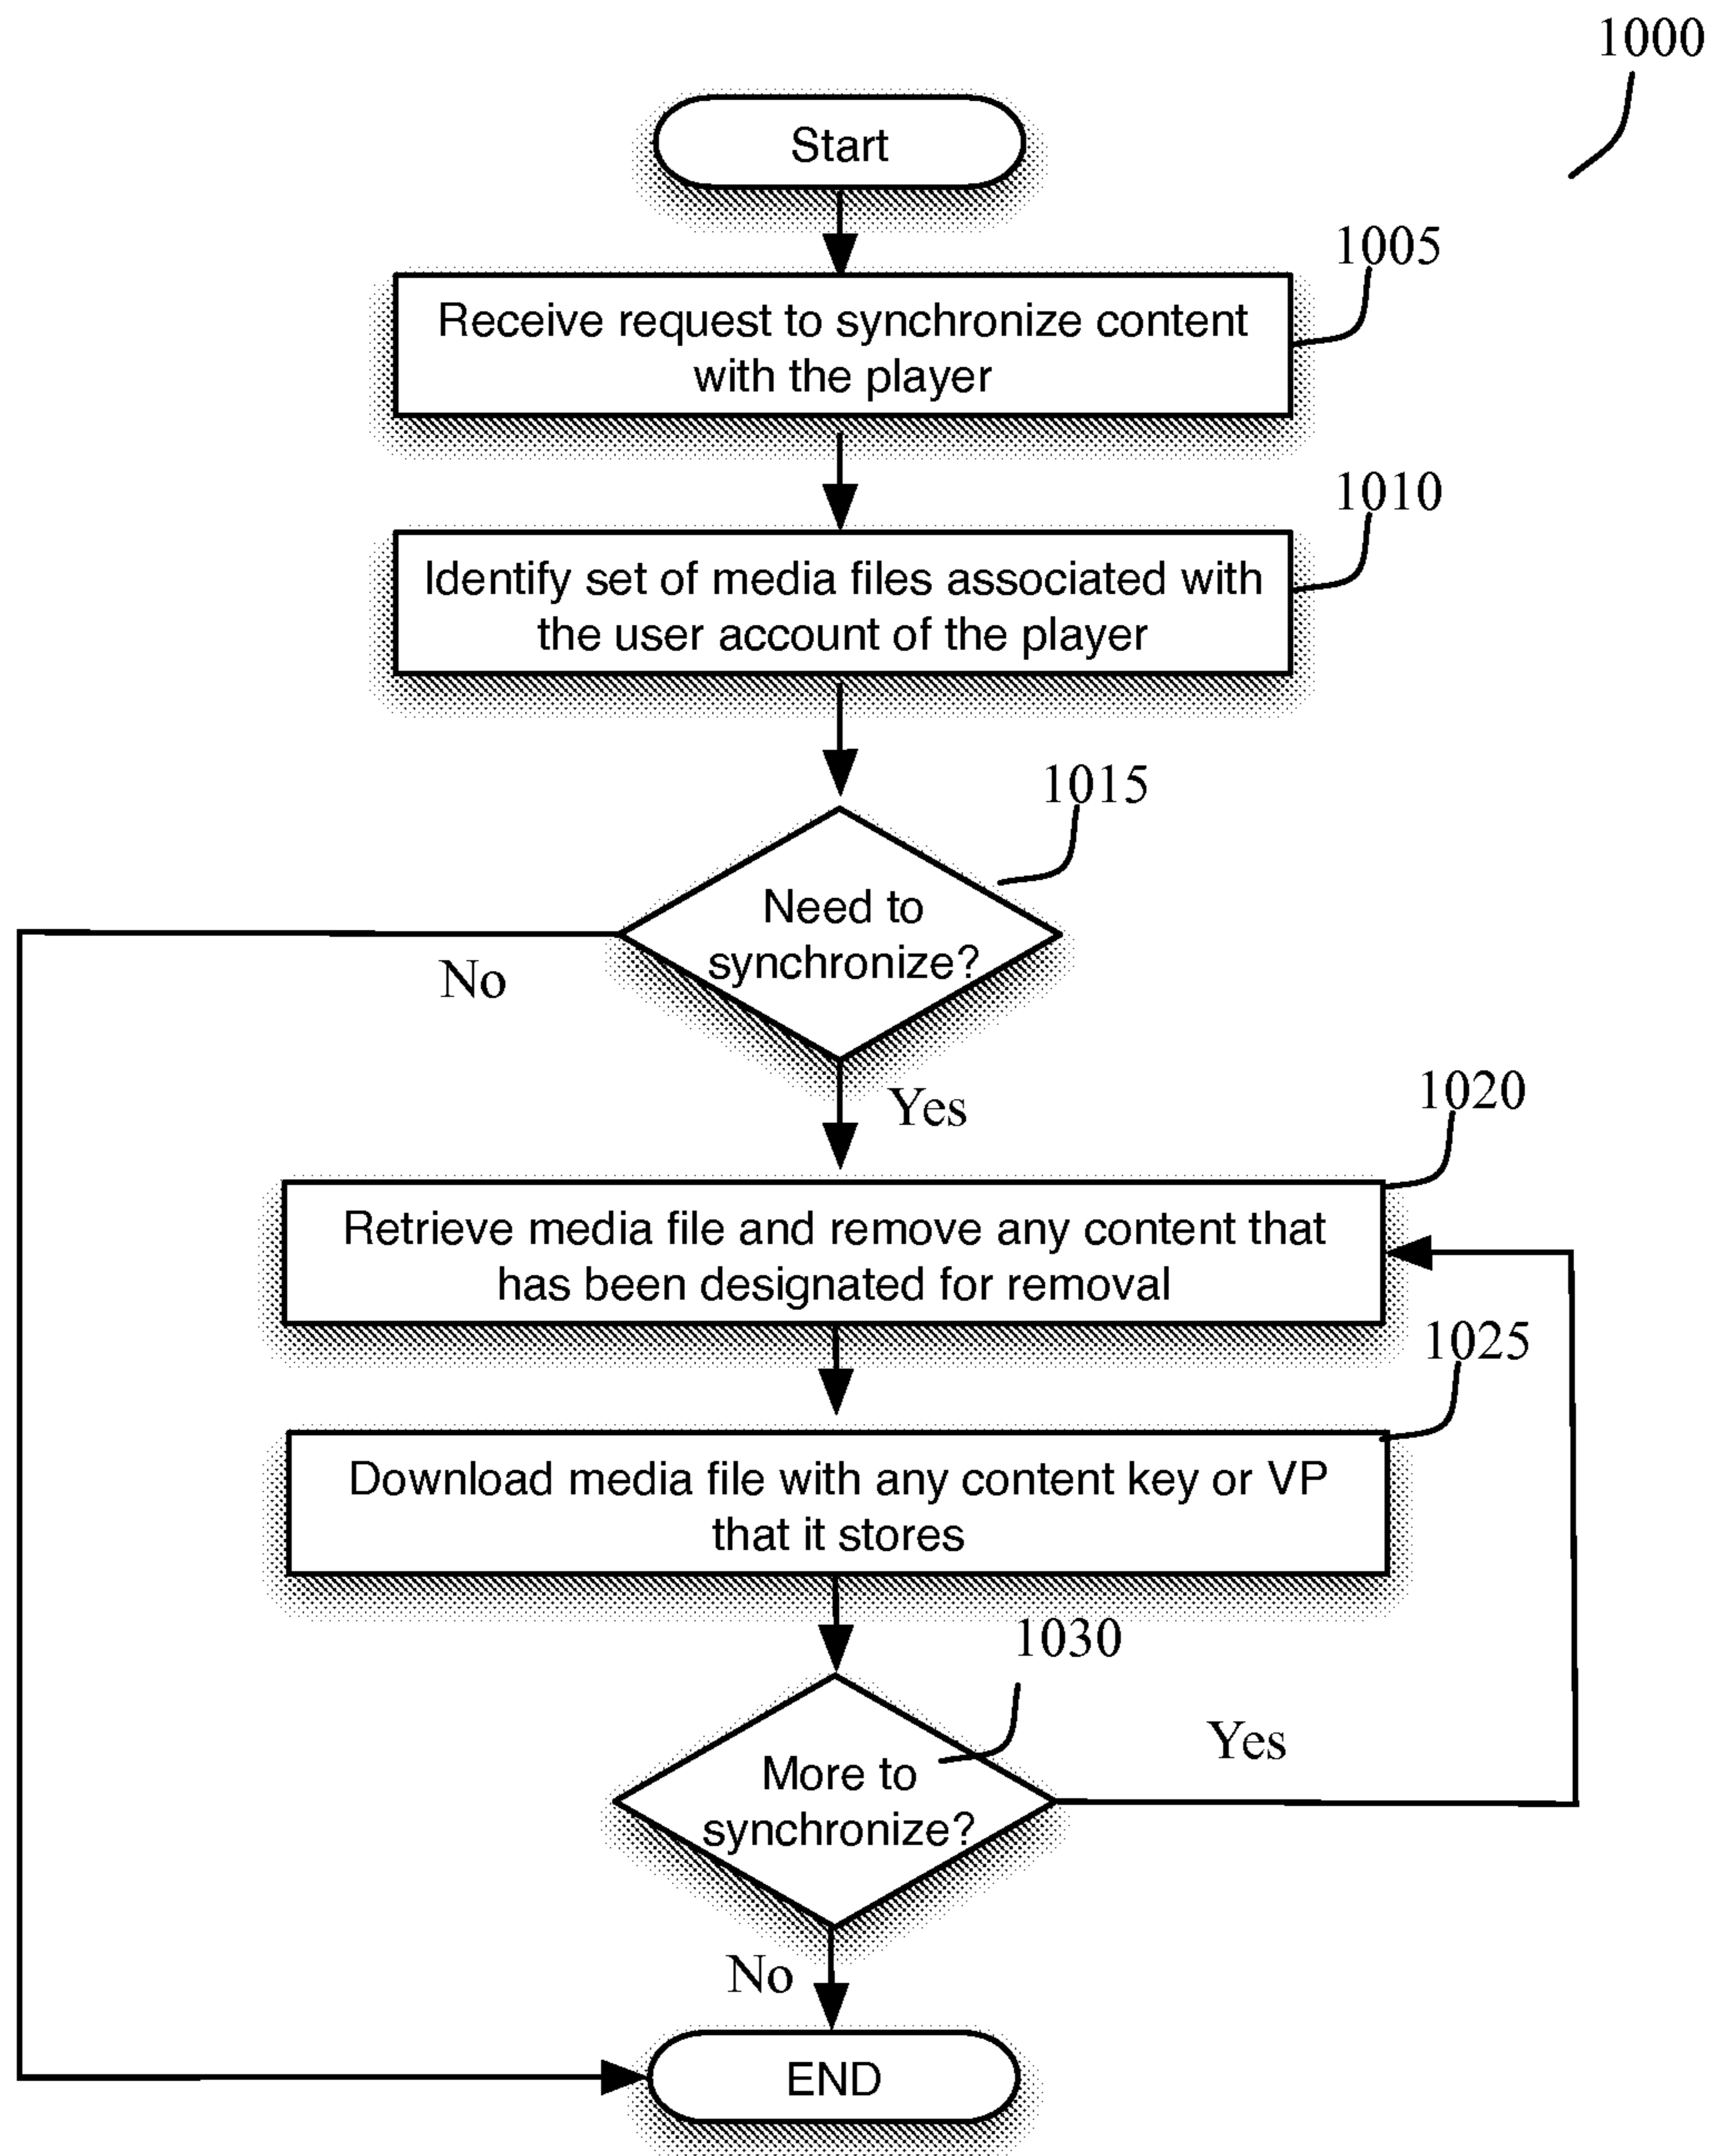 1000
Start
1005
Receive request to synchronize content
with the player
1010
Identify set of media files associated with
the user account of the player
1015
Need to
synchronize?
No
Yes
1020
Retrieve media file and remove any content that
has been designated for removal
1025
Download media file with any content key or VP
that it stores
1030
More to
synchronize?
Yes
No
END